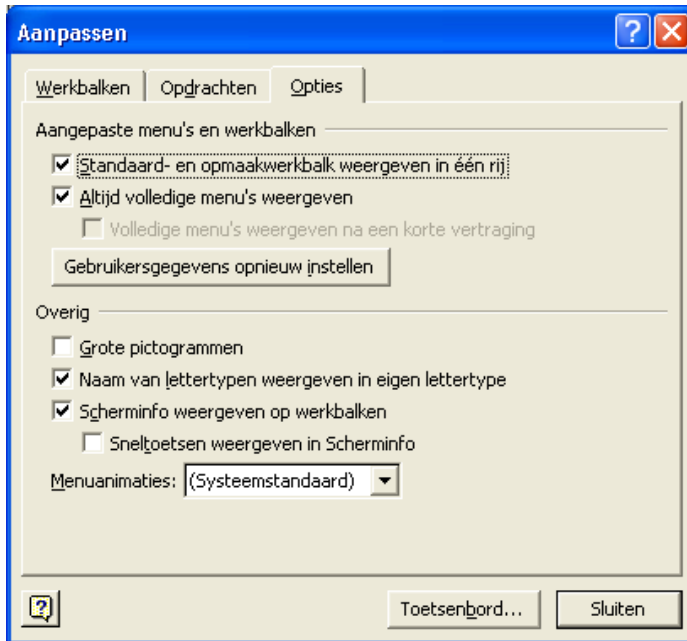 Aanpassen
Werkbalken Opdrachten Opties
Aangepaste menu's en werkbalken
Standaard- en opmaakwerkbalk weergeven in één rij
Altijd volledige menu's weergeven
Volledige menu's weergeven na een korte vertraging
Gebruikersgegevens opnieuw instellen
Overig
Grote pictogrammen
Naam van lettertypen weergeven in eigen lettertype
Scherminfo weergeven op werkbalken
Sneltoetsen weergeven in Scherminfo
Menuanimaties: (Systeemstandaard)
Toetsenbord... Sluiten